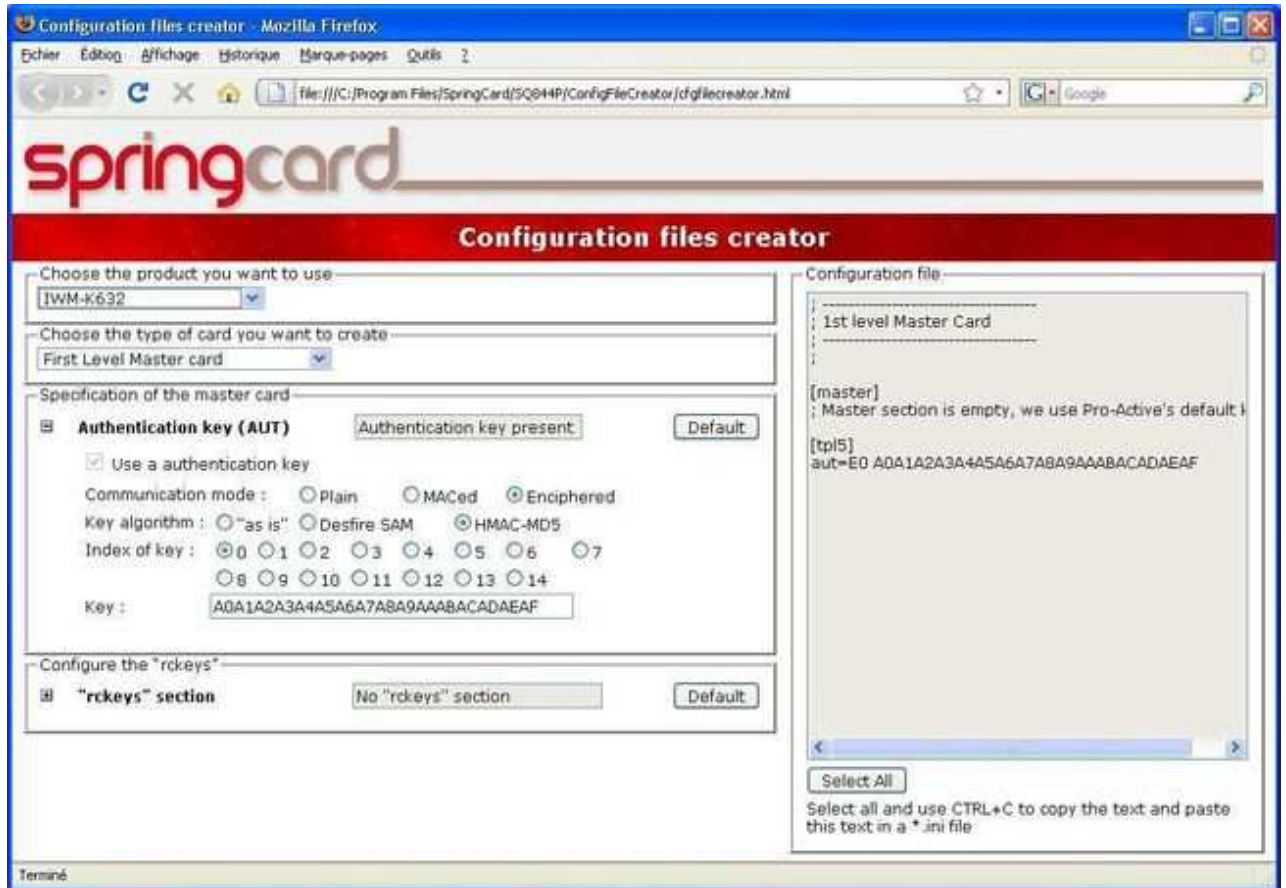 Configuration files creator - Mozilla Firefox
Fichier Édition Affichage Historique Marque-pages Outils ?
file:///C:/Program Files/SpringCard/SQ844P/ConfigFileCreator/cfgfilecreator.html
Google
springcard
Configuration files creator
Choose the product you want to use
IWM-K632
Choose the type of card you want to create
First Level Master card
Specification of the master card
Authentication key (AUT) Authentication key present Default
Use a authentication key
Communication mode : Plain MACed Enciphered
Key algorithm : "as is" Desfire SAM HMAC-MD5
Index of key : 0 1 2 3 4 5 6 7
8 9 10 11 12 13 14
Key : A0A1A2A3A4A5A6A7A8A9AAABACADAEAF
Configure the "rckeys"
"rckeys" section No "rckeys" section Default
Configuration file
; -----------------------------------
; 1st level Master Card
; -----------------------------------
;
[master]
; Master section is empty, we use Pro-Active's default
[tpl5]
aut=E0 A0A1A2A3A4A5A6A7A8A9AAABACADAEAF
Select All
Select all and use CTRL+C to copy the text and paste
this text in a *.ini file
Terminé